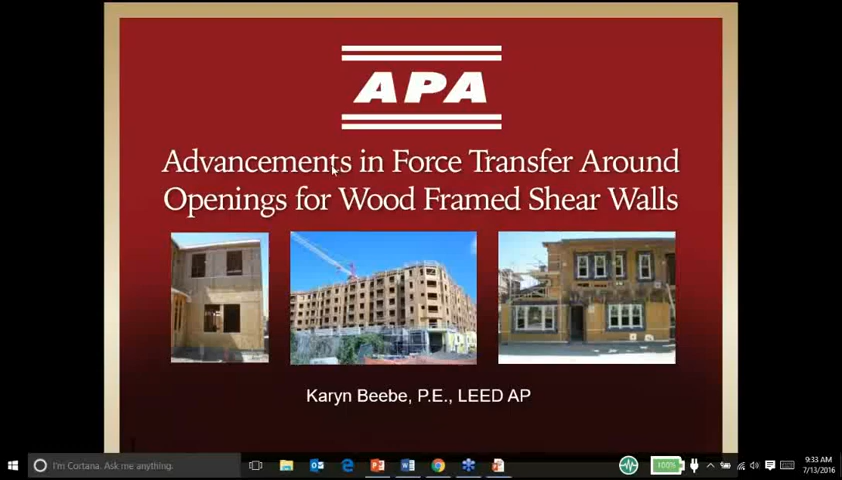 APA
Advancements in Force Transfer Around
Openings for Wood Framed Shear Walls
Karyn Beebe, P.E., LEED AP
I'm Cortana. Ask me anything.
100%
9:33 AM
7/13/2016